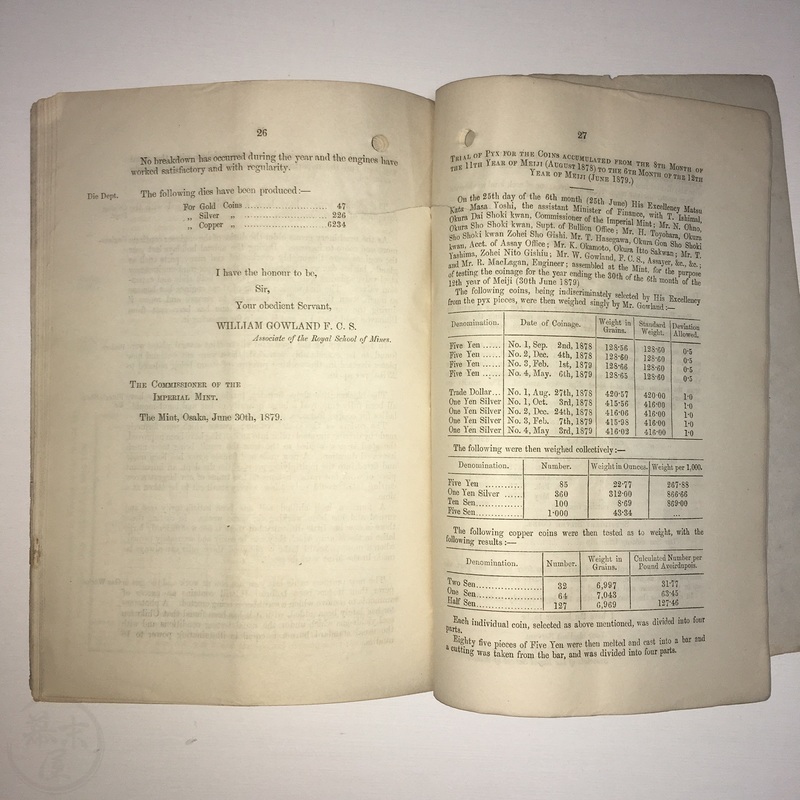 26
No breakdown has occurred during the year and the engines have
worked satisfactory and with regularity.
Die Dept.
The following dies have been produced:—
For Gold Coins ........................ 47
„ Silver „ ........................ 226
„ Copper „ ........................ 6234
I have the honour to be,
Sir,
Your obedient Servant,
WILLIAM GOWLAND F. C. S.
Associate of the Royal School of Mines.
THE COMMISSIONER OF THE
IMPERIAL MINT.
The Mint, Osaka, June 30th, 1879.
27
TRIAL OF PYX FOR THE COINS ACCUMULATED FROM THE 8TH MONTH OF
THE 11TH YEAR OF MEIJI (AUGUST 1878) TO THE 6TH MONTH OF THE 12TH
YEAR OF MEIJI (JUNE 1879.)
On the 25th day of the 6th month (25th June) His Excellency Matsu
Kata Masa Yoshi, the assistant Minister of Finance, with T. Ishimal,
Okura Dai Shoki kwan, Commissioner of the Imperial Mint; Mr. N. Ohno,
Okura Sho Shoki kwan, Supt. of Bullion Office; Mr. H. Toyohara, Okura
Sho Shoki kwan Zohei Sho Gishi. Mr. T. Hasegawa, Okura Gon Sho Shoki
kwan, Acct. of Assay Office; Mr. K. Okamoto, Okura Itto Sakwan; Mr. T.
Yashima, Zohei Nito Gishiu; Mr. W. Gowland, F. C. S., Assayer, &c., &c.;
and Mr. R. MacLagan, Engineer; assembled at the Mint, for the purpose
of testing the coinage for the year ending the 30th of the 6th month of the
12th year of Meiji (30th June 1879)
The following coins, being indiscriminately selected by His Excellency
from the pyx pieces, were then weighed singly by Mr. Gowland:—
Denomination. Date of Coinage. Weight in Grains. Standard Weight. Deviation Allowed.
Five Yen ...... No. 1, Sep. 2nd, 1878 128·56 128·60 0·5
Five Yen ...... No. 2, Dec. 4th, 1878 128·60 128·60 0·5
Five Yen ...... No. 3, Feb. 1st, 1879 128·66 128·60 0·5
Five Yen ...... No. 4, May. 6th, 1879 128·65 128·60 0·5
Trade Dollar... No. 1, Aug. 27th, 1878 420·57 420·00 1·0
One Yen Silver No. 1, Oct. 3rd, 1878 415·56 416·00 1·0
One Yen Silver No. 2, Dec. 24th, 1878 416·06 416·00 1·0
One Yen Silver No. 3, Feb. 7th, 1879 415·98 416·00 1·0
One Yen Silver No. 4, May 3rd, 1879 416·02 416·00 1·0
The following were then weighed collectively:—
Denomination. Number. Weight in Ounces. Weight per 1,000.
Five Yen ............ 85 22·77 267·88
One Yen Silver ...... 360 312·00 866·66
Ten Sen............... 100 8·69 869·00
Five Sen............... 1·000 43·34 ...
The following copper coins were then tested as to weight, with the
following results:—
Denomination. Number. Weight in Grains. Calculated Number per Pound Avoirdupois.
Two Sen..................... 32 6,997 31·77
One Sen..................... 64 7,043 63·45
Half Sen..................... 127 6,969 127·46
Each individual coin, selected as above mentioned, was divided into four
parts.
Eighty five pieces of Five Yen were then melted and cast into a bar and
a cutting was taken from the bar, and was divided into four parts.
幕末屋